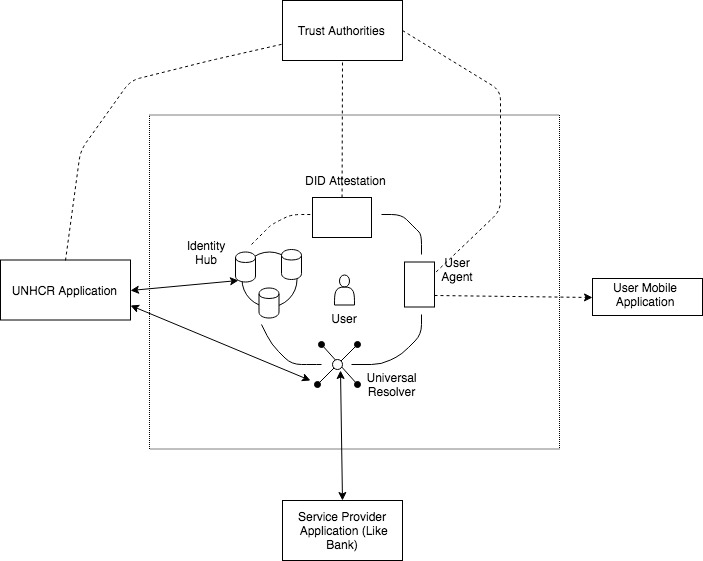 Trust Authorities
DID Attestation
Identity
Hub
User
Agent
UNHCR Application
User Mobile
Application
User
Universal
Resolver
Service Provider
Application (Like
Bank)